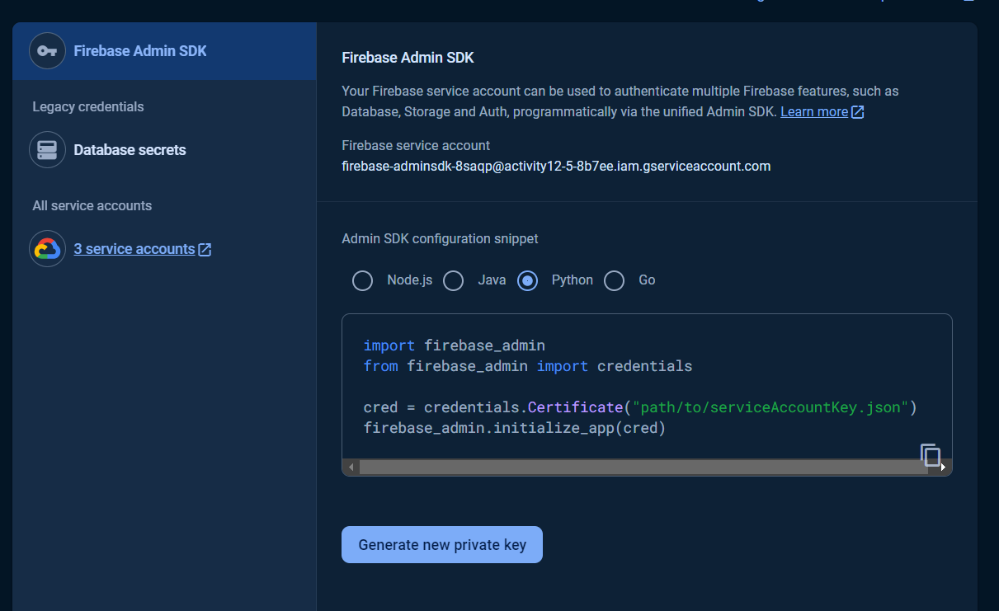 Firebase Admin SDK
Legacy credentials
Database secrets
All service accounts
3 service accounts
Firebase Admin SDK
Your Firebase service account can be used to authenticate multiple Firebase features, such as
Database, Storage and Auth, programmatically via the unified Admin SDK. Learn more
Firebase service account
firebase-adminsdk-8saqp@activity12-5-8b7ee.iam.gserviceaccount.com
Admin SDK configuration snippet
Node.js Java Python Go
import firebase_admin
from firebase_admin import credentials
cred = credentials.Certificate("path/to/serviceAccountKey.json")
firebase_admin.initialize_app(cred)
Generate new private key